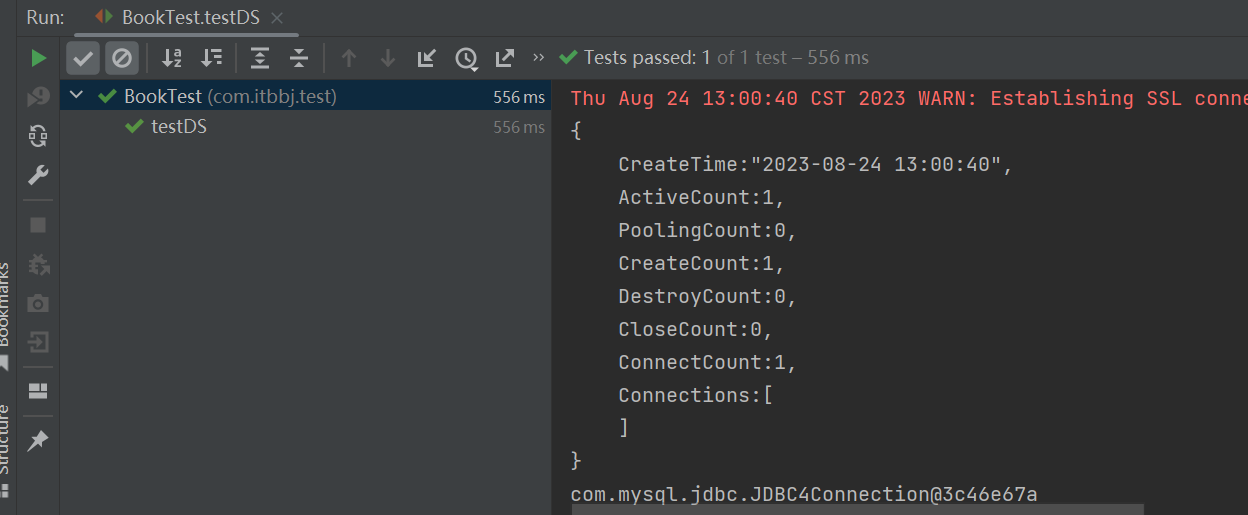 Run: BookTest.testDS
Tests passed: 1 of 1 test – 556 ms
BookTest (com.itbbj.test) 556 ms
testDS 556 ms
Thu Aug 24 13:00:40 CST 2023 WARN: Establishing SSL conne
{
CreateTime:"2023-08-24 13:00:40",
ActiveCount:1,
PoolingCount:0,
CreateCount:1,
DestroyCount:0,
CloseCount:0,
ConnectCount:1,
Connections:[
]
}
com.mysql.jdbc.JDBC4Connection@3c46e67a
Bookmarks
Structure